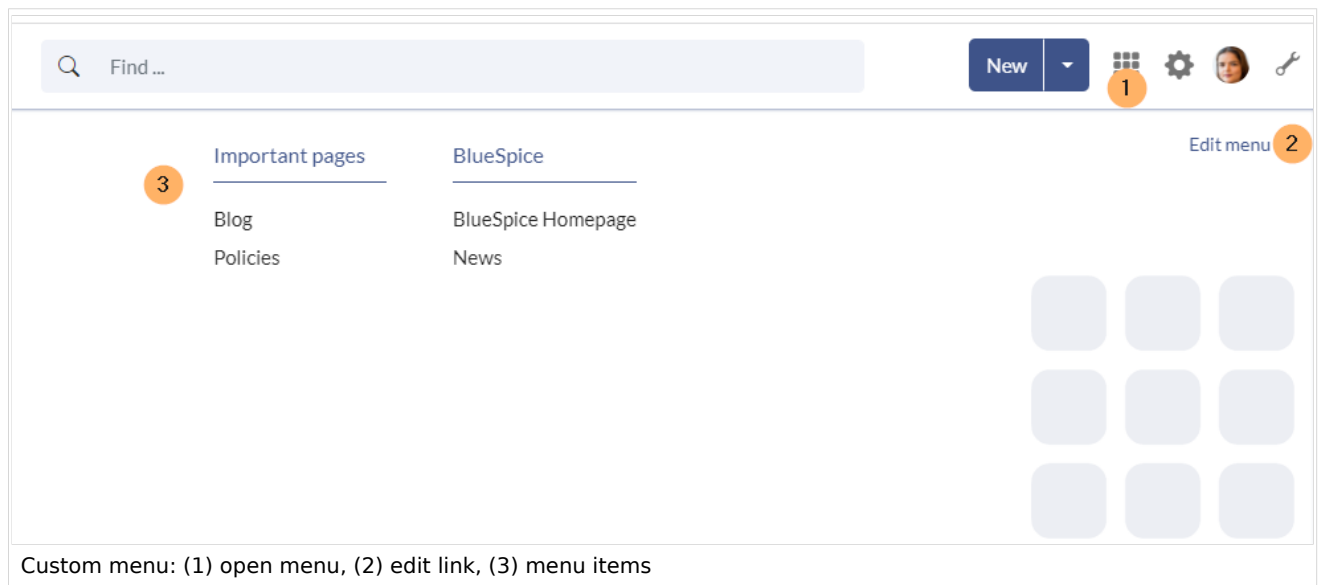 Find ...
New
1
Edit menu 2
Important pages BlueSpice
3
Blog BlueSpice Homepage
Policies News
Custom menu: (1) open menu, (2) edit link, (3) menu items